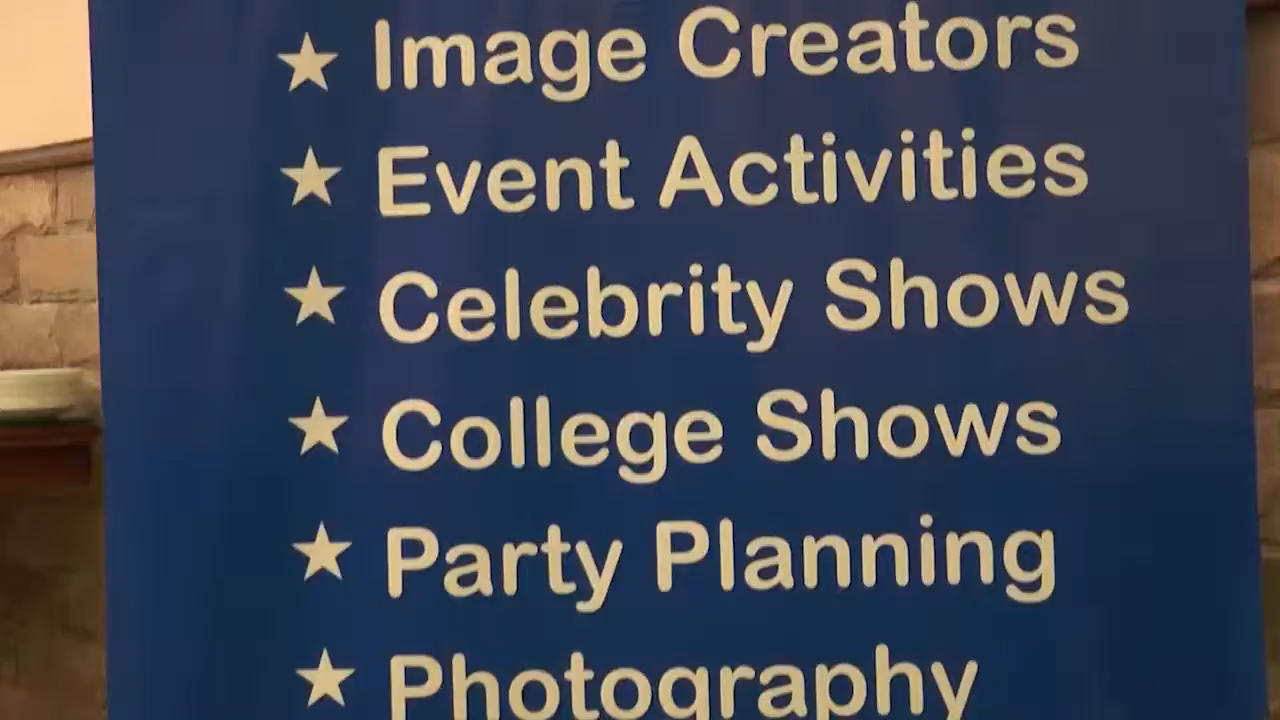 ★ Image Creators
★ Event Activities
★ Celebrity Shows
★ College Shows
★ Party Planning
★ Photography